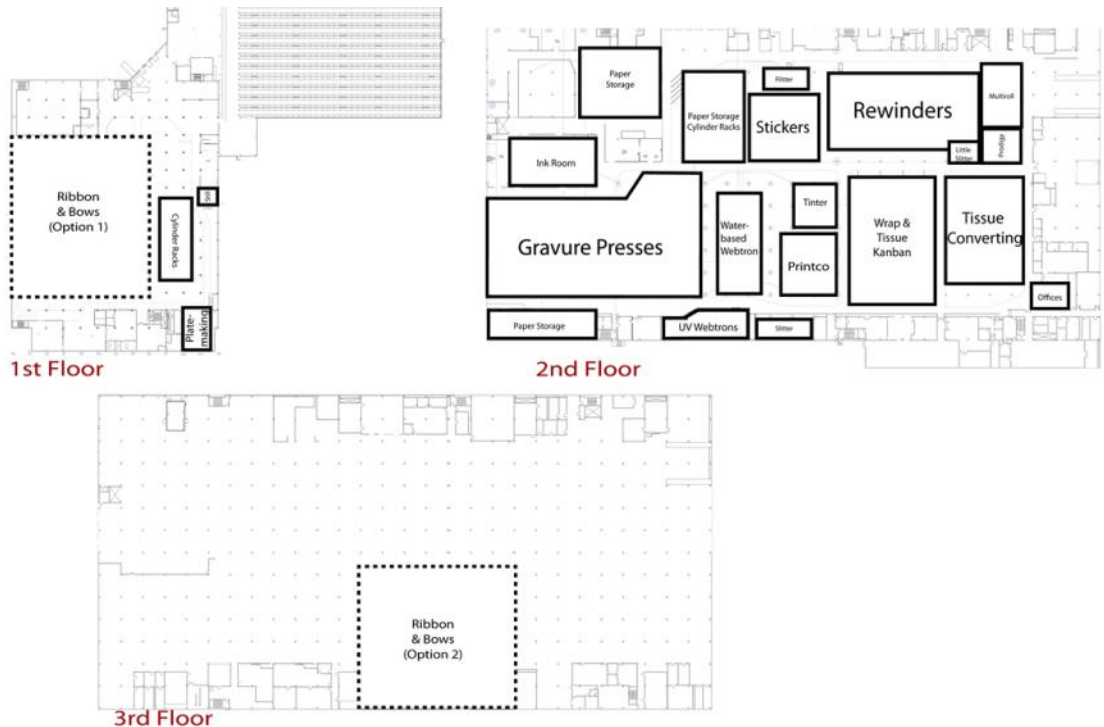 Ribbon
& Bows
(Option 1)
Cylinder Racks
Still
Plate-
making
1st Floor
Paper
Storage
Ink Room
Gravure Presses
Paper Storage
Paper Storage
Cylinder Racks
Flitter
Stickers
Rewinders
Multiroll
Little
Slitter
Prodigy
Water-
based
Webtron
Tinter
Printco
Wrap &
Tissue
Kanban
Tissue
Converting
Offices
UV Webtrons
Slitter
2nd Floor
Ribbon
& Bows
(Option 2)
3rd Floor